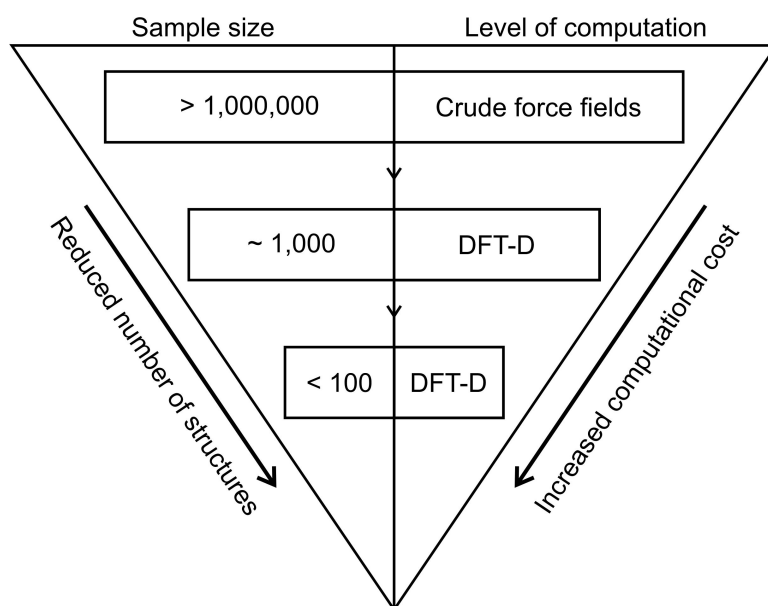 Sample size
Level of computation
> 1,000,000
Crude force fields
~ 1,000
DFT-D
< 100
DFT-D
Reduced number of structures
Increased computational cost